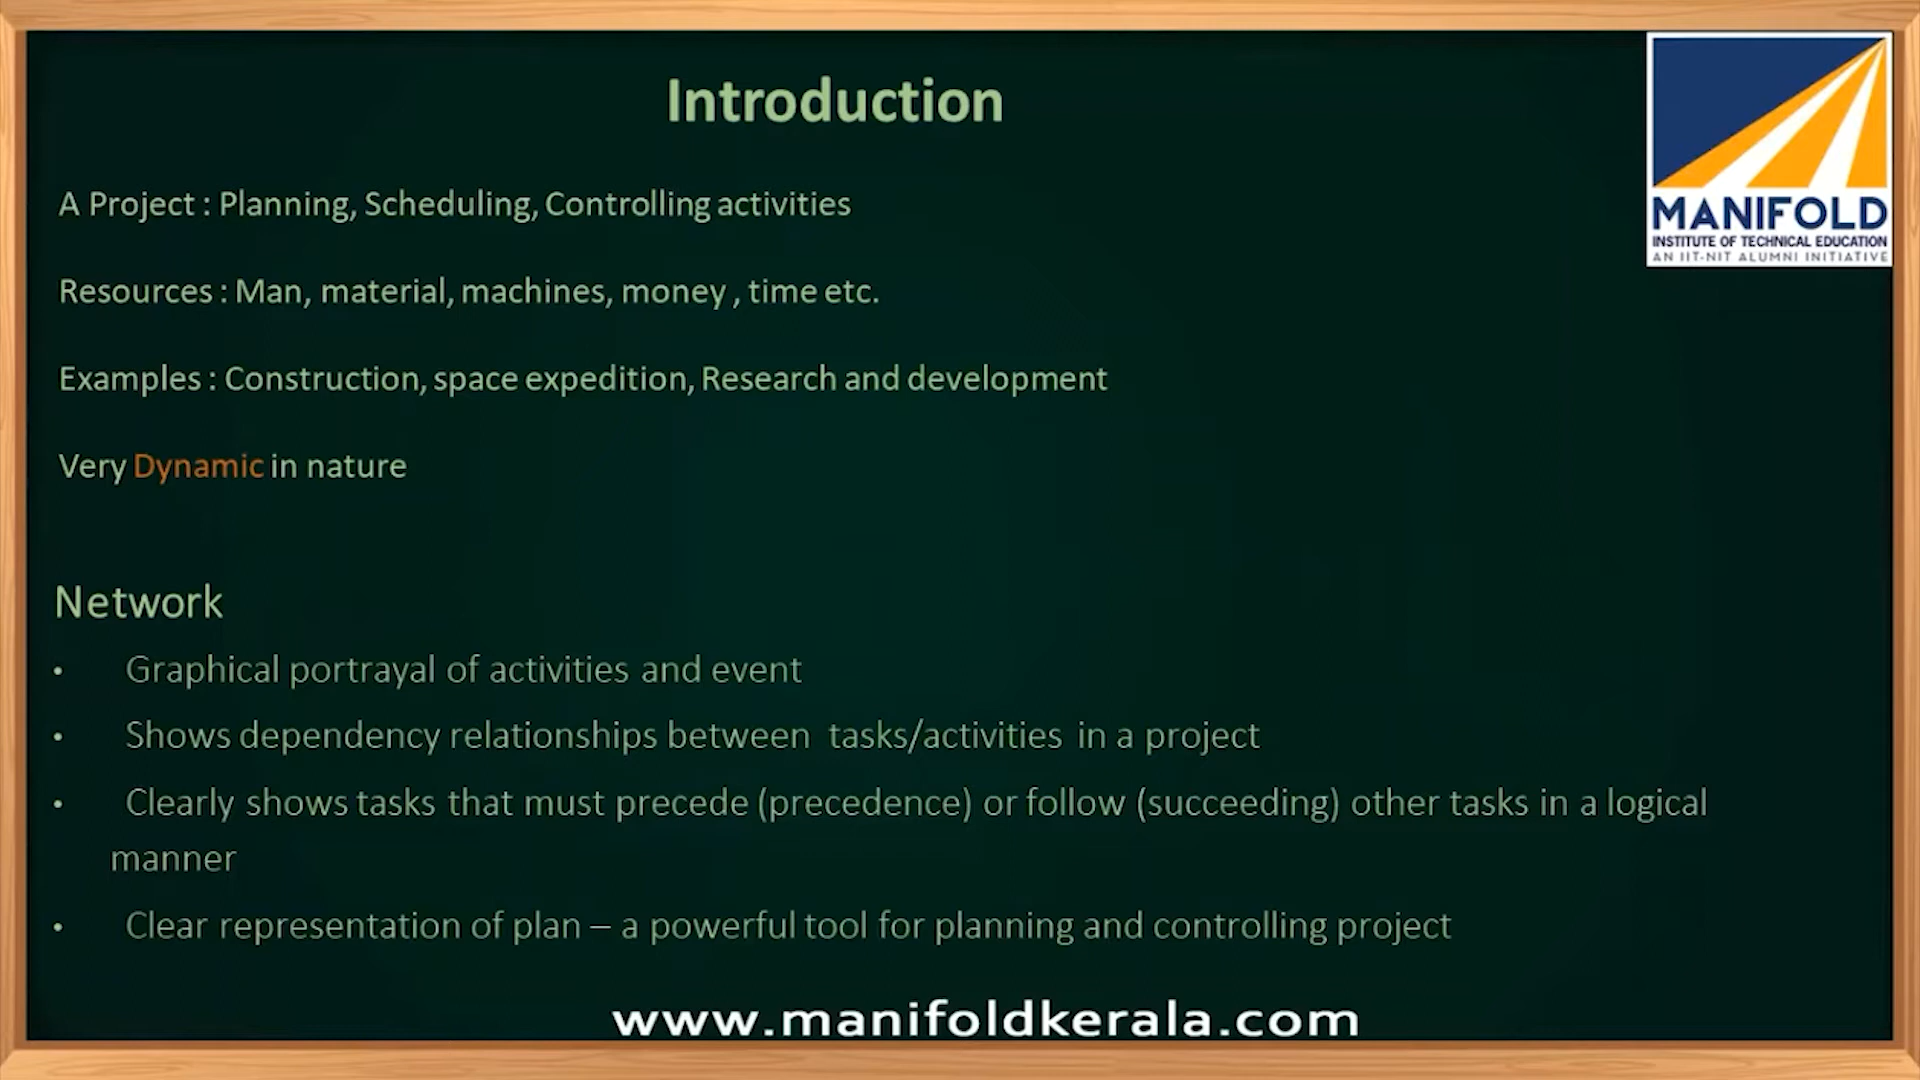 Introduction
MANIFOLD
INSTITUTE OF TECHNICAL EDUCATION
AN IIT-NIT ALUMNI INITIATIVE
A Project : Planning, Scheduling, Controlling activities
Resources : Man, material, machines, money , time etc.
Examples : Construction, space expedition, Research and development
Very Dynamic in nature
Network
• Graphical portrayal of activities and event
• Shows dependency relationships between tasks/activities in a project
• Clearly shows tasks that must precede (precedence) or follow (succeeding) other tasks in a logical
manner
• Clear representation of plan – a powerful tool for planning and controlling project
www.manifoldkerala.com